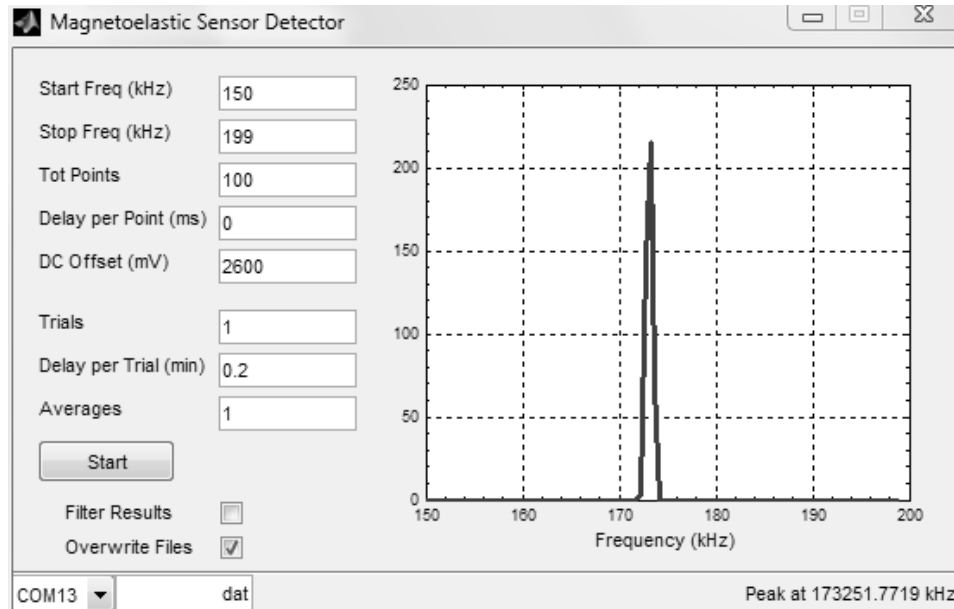 Magnetoelastic Sensor Detector
Start Freq (kHz) 150
Stop Freq (kHz) 199
Tot Points 100
Delay per Point (ms) 0
DC Offset (mV) 2600
Trials 1
Delay per Trial (min) 0.2
Averages 1
Start
Filter Results
Overwrite Files
COM13 dat
250
200
150
100
50
0
150 160 170 180 190 200
Frequency (kHz)
Peak at 173251.7719 kHz